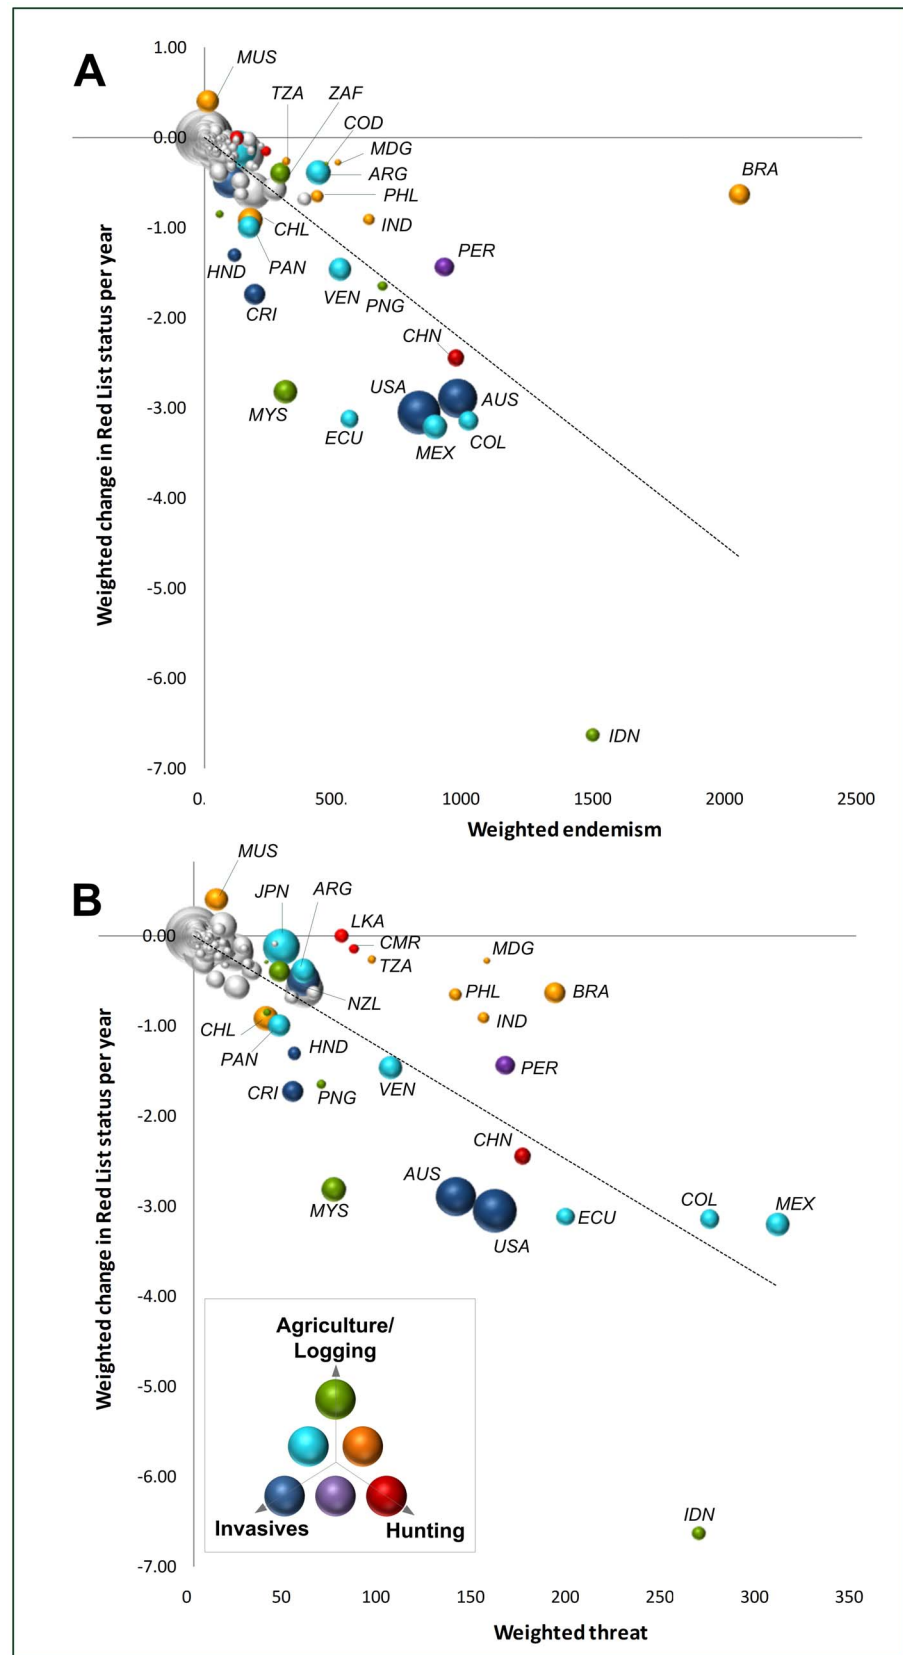 A
1.00
0.00
-1.00
-2.00
-3.00
-4.00
-5.00
-6.00
-7.00
Weighted change in Red List status per year
MUS
TZA
ZAF
COD
MDG
ARG
PHL
BRA
IND
CHL
PER
HND
PAN
VEN
PNG
CRI
CHN
USA
AUS
MYS
ECU
COL
MEX
IDN
0.
500.
1000
1500
2000
2500
Weighted endemism
B
0.00
-1.00
-2.00
-3.00
-4.00
-5.00
-6.00
-7.00
Weighted change in Red List status per year
MUS
JPN
ARG
LKA
CMR
TZA
MDG
PHL
BRA
NZL
IND
CHL
PAN
HND
PER
CRI
PNG
VEN
CHN
AUS
COL
MEX
MYS
ECU
USA
IDN
Agriculture/
Logging
Invasives
Hunting
0
50
100
150
200
250
300
350
Weighted threat